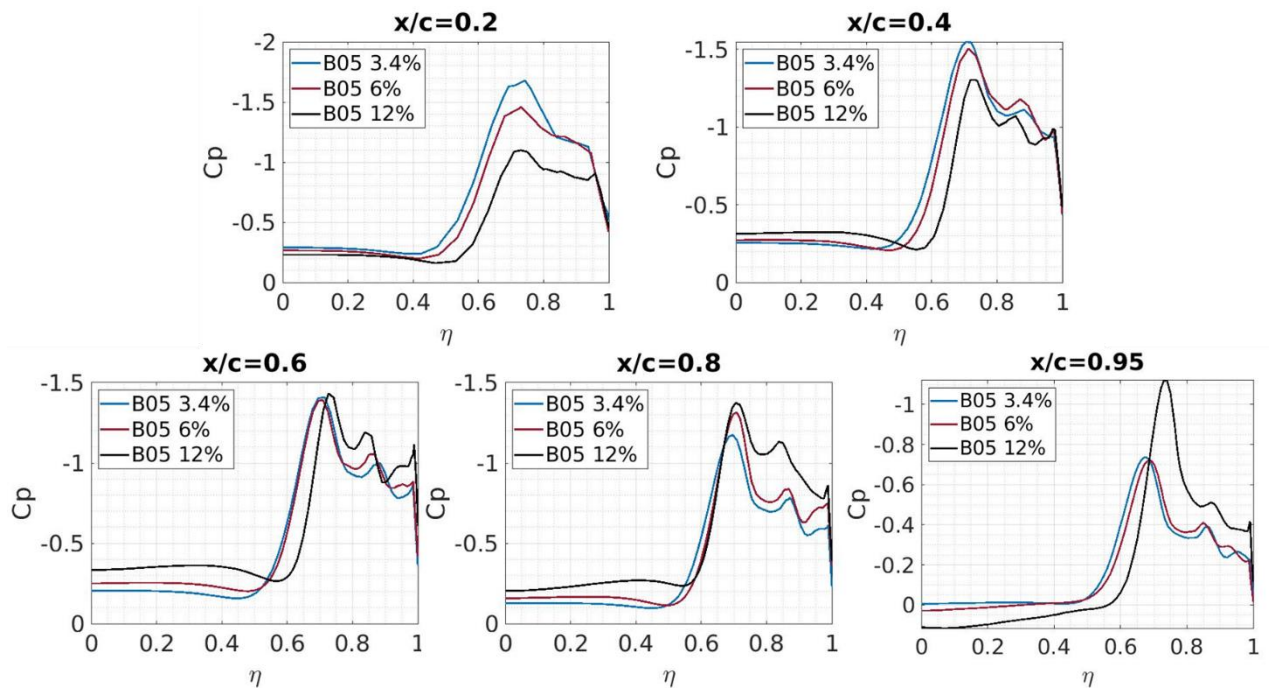 x/c=0.2
-2
-1.5
-1
-0.5
0
Cp
B05 3.4%
B05 6%
B05 12%
0 0.2 0.4 0.6 0.8 1
η
x/c=0.4
-1.5
-1
-0.5
0
Cp
B05 3.4%
B05 6%
B05 12%
0 0.2 0.4 0.6 0.8 1
η
x/c=0.6
-1.5
-1
-0.5
0
Cp
B05 3.4%
B05 6%
B05 12%
0 0.2 0.4 0.6 0.8 1
η
x/c=0.8
-1.5
-1
-0.5
0
Cp
B05 3.4%
B05 6%
B05 12%
0 0.2 0.4 0.6 0.8 1
η
x/c=0.95
-1
-0.8
-0.6
-0.4
-0.2
0
Cp
B05 3.4%
B05 6%
B05 12%
0 0.2 0.4 0.6 0.8 1
η